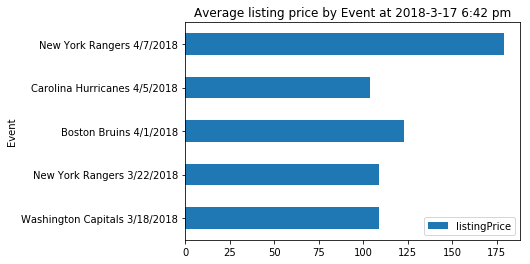 Average listing price by Event at 2018-3-17 6:42 pm
Event
New York Rangers 4/7/2018
Carolina Hurricanes 4/5/2018
Boston Bruins 4/1/2018
New York Rangers 3/22/2018
Washington Capitals 3/18/2018
listingPrice
0 25 50 75 100 125 150 175